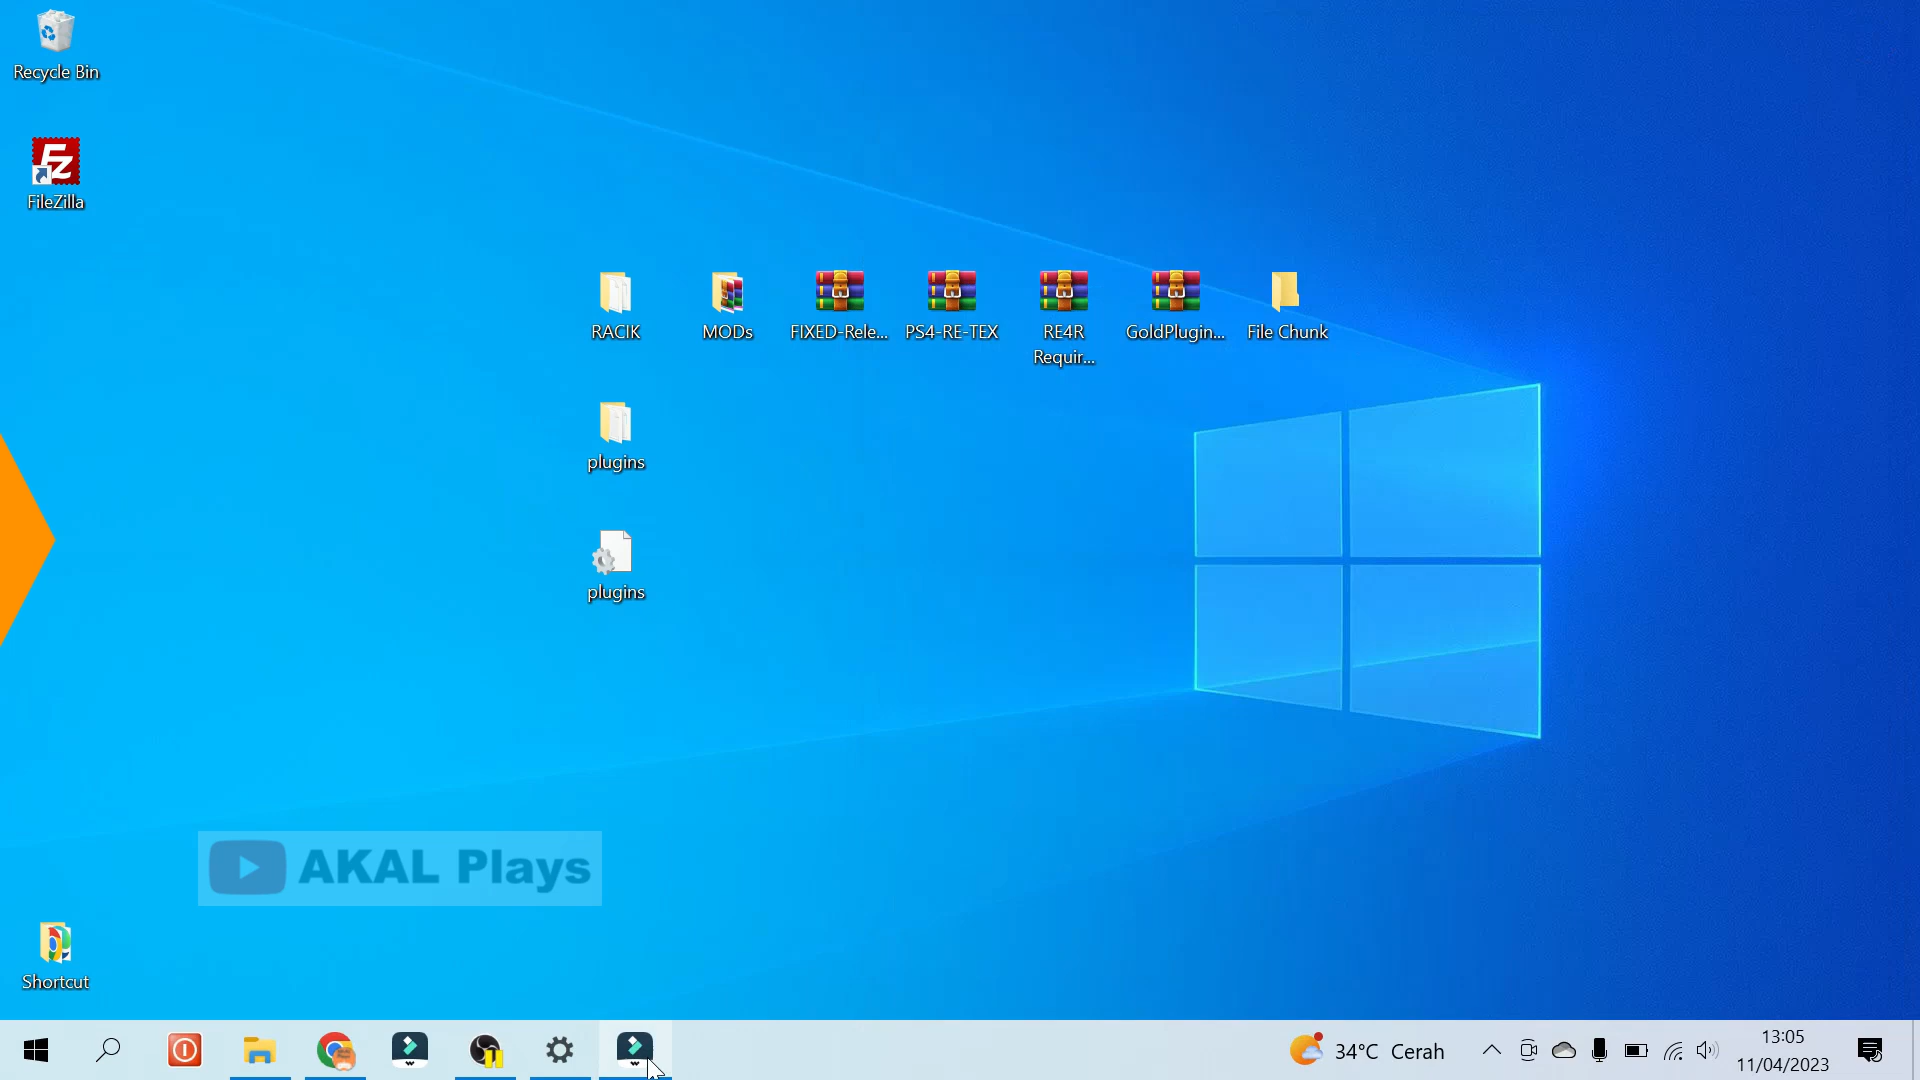 Recycle Bin
FileZilla
RACIK
MODs
FIXED-Rele...
PS4-RE-TEX
RE4R
Requir...
GoldPlugin...
File Chunk
plugins
plugins
AKAL Plays
Shortcut
34°C Cerah
13:05
11/04/2023